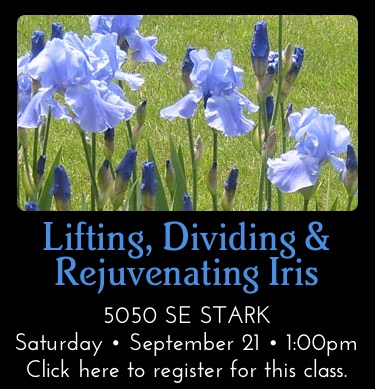 Lifting, Dividing &
Rejuvenating Iris
5050 SE STARK
Saturday • September 21 • 1:00pm
Click here to register for this class.